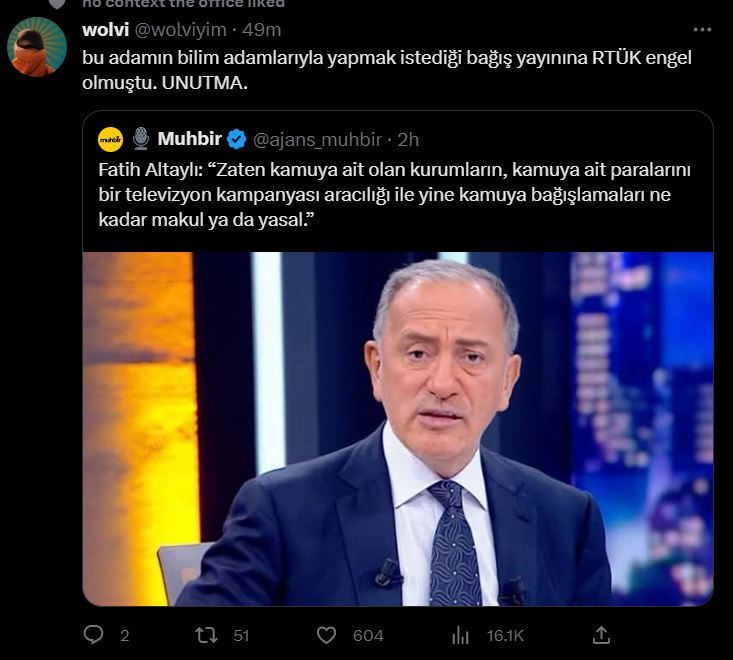 no context the office liked
wolvi @wolviyim · 49m
bu adamın bilim adamlarıyla yapmak istediği bağış yayınına RTÜK engel
olmuştu. UNUTMA.
muhbir Muhbir @ajans_muhbir · 2h
Fatih Altaylı: “Zaten kamuya ait olan kurumların, kamuya ait paralarını
bir televizyon kampanyası aracılığı ile yine kamuya bağışlamaları ne
kadar makul ya da yasal.”
2 51 604 16.1K